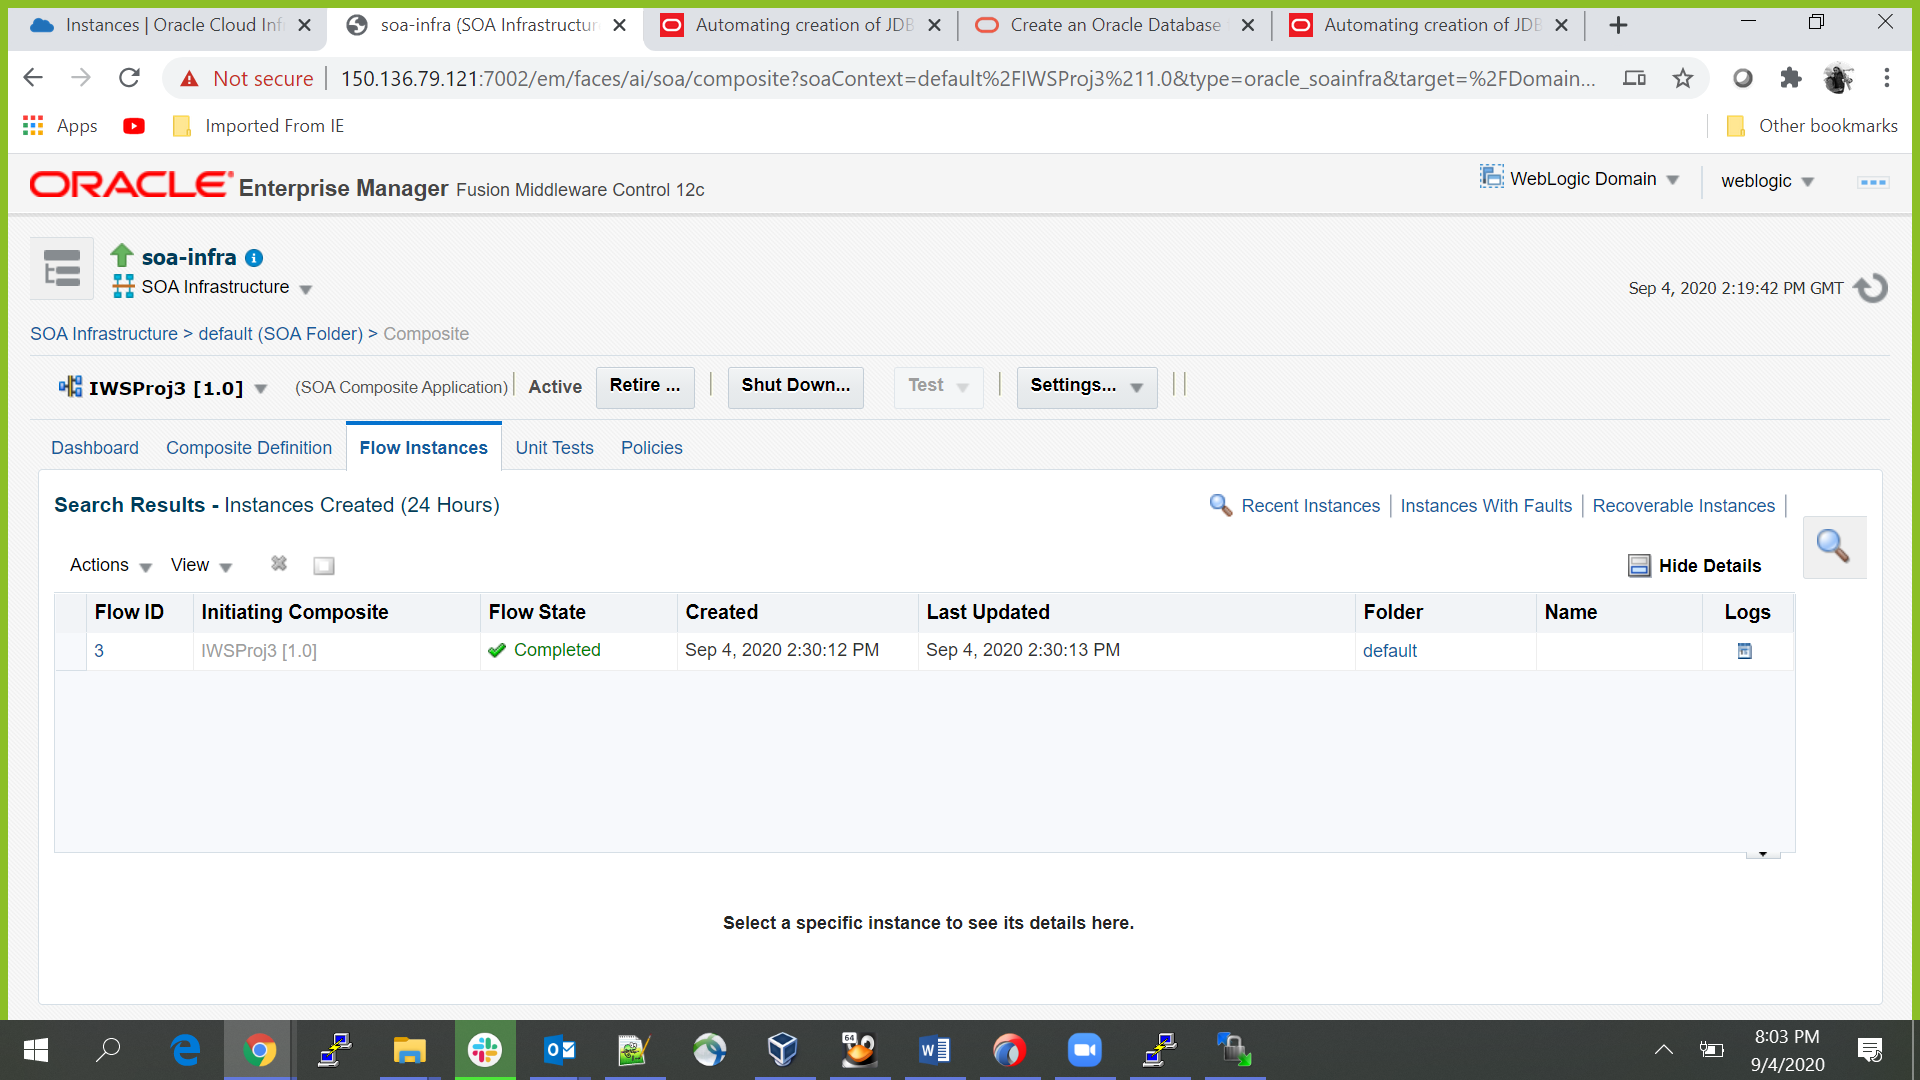 Instances | Oracle Cloud Inf
soa-infra (SOA Infrastructur
Automating creation of JDB
Create an Oracle Database
Automating creation of JDB
Not secure
150.136.79.121:7002/em/faces/ai/soa/composite?soaContext=default%2FIWSProj3%211.0&type=oracle_soainfra&target=%2FDomain...
Apps
Imported From IE
Other bookmarks
ORACLE Enterprise Manager Fusion Middleware Control 12c
WebLogic Domain
weblogic
soa-infra
SOA Infrastructure
Sep 4, 2020 2:19:42 PM GMT
SOA Infrastructure > default (SOA Folder) > Composite
IWSProj3 [1.0] (SOA Composite Application) Active Retire ... Shut Down... Test Settings...
Dashboard Composite Definition Flow Instances Unit Tests Policies
Search Results - Instances Created (24 Hours)
Recent Instances Instances With Faults Recoverable Instances
Actions View
Hide Details
Flow ID Initiating Composite Flow State Created Last Updated Folder Name Logs
3 IWSProj3 [1.0] Completed Sep 4, 2020 2:30:12 PM Sep 4, 2020 2:30:13 PM default
Select a specific instance to see its details here.
64
8:03 PM
9/4/2020